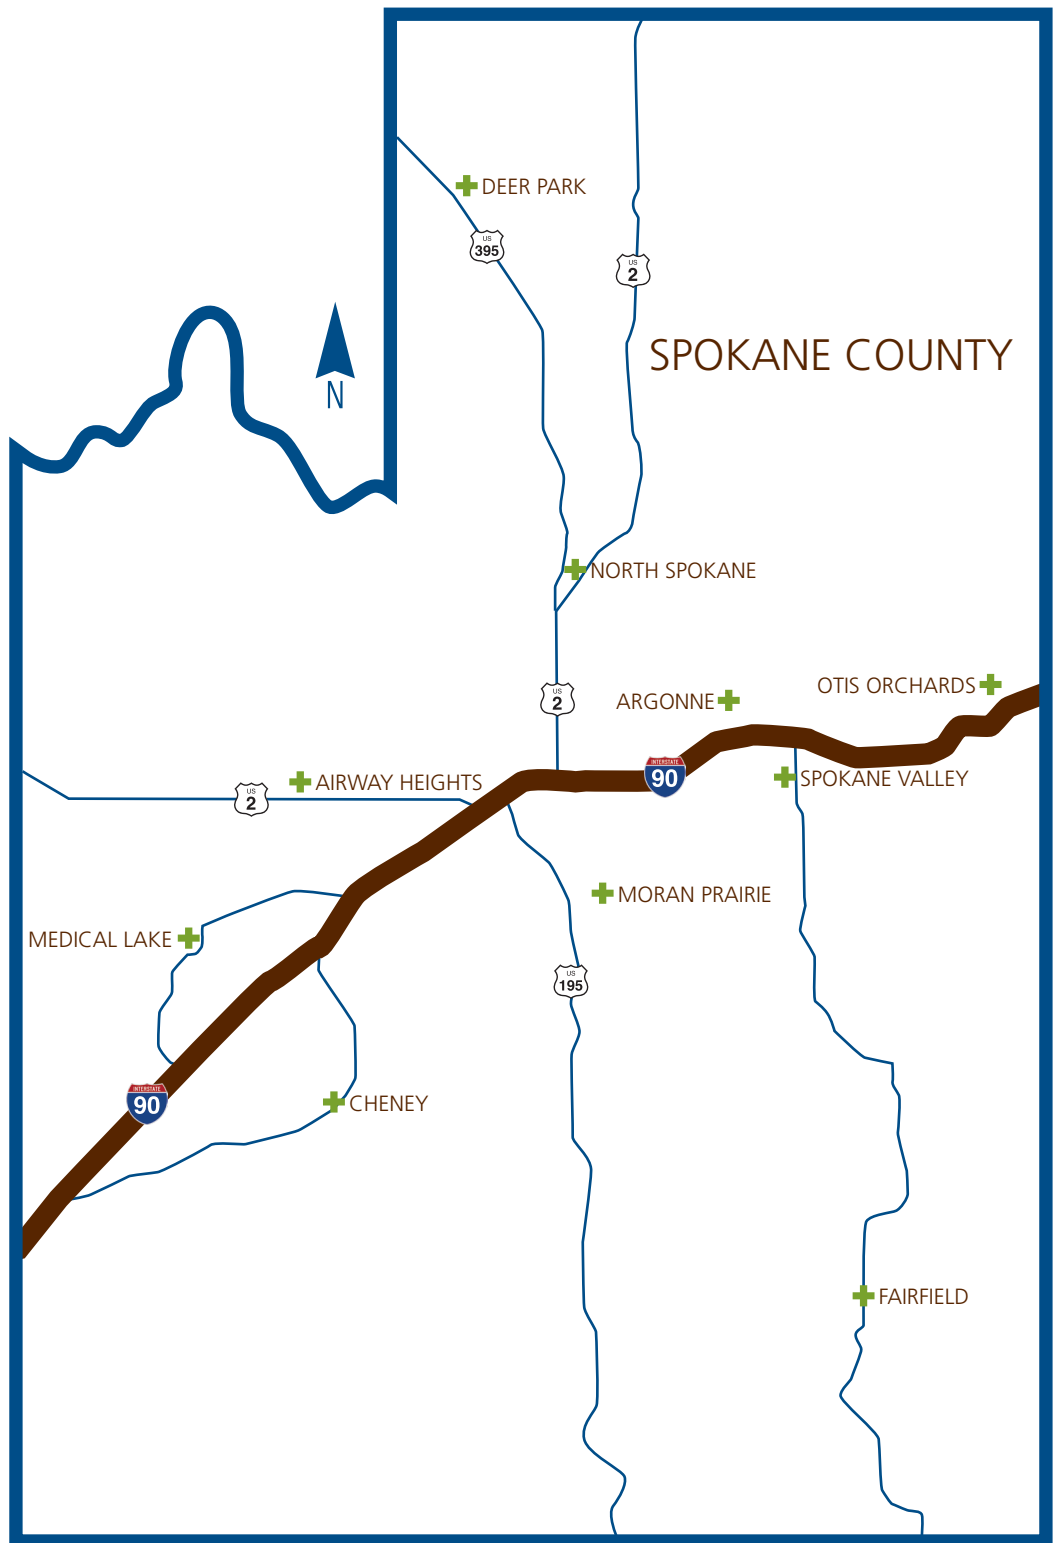 DEER PARK
US
395
US
2
SPOKANE COUNTY
N
NORTH SPOKANE
OTIS ORCHARDS
US
2
ARGONNE
INTERSTATE
90
SPOKANE VALLEY
AIRWAY HEIGHTS
US
2
MORAN PRAIRIE
MEDICAL LAKE
US
195
INTERSTATE
90
CHENEY
FAIRFIELD